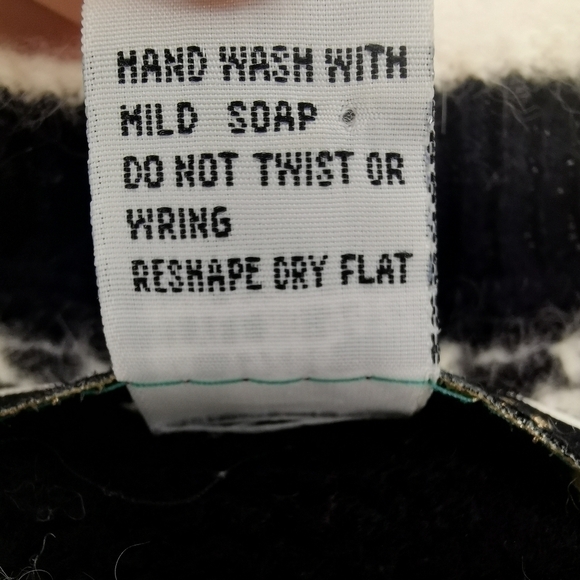 HAND WASH WITH
MILD SOAP
DO NOT TWIST OR
WRING
RESHAPE DRY FLAT